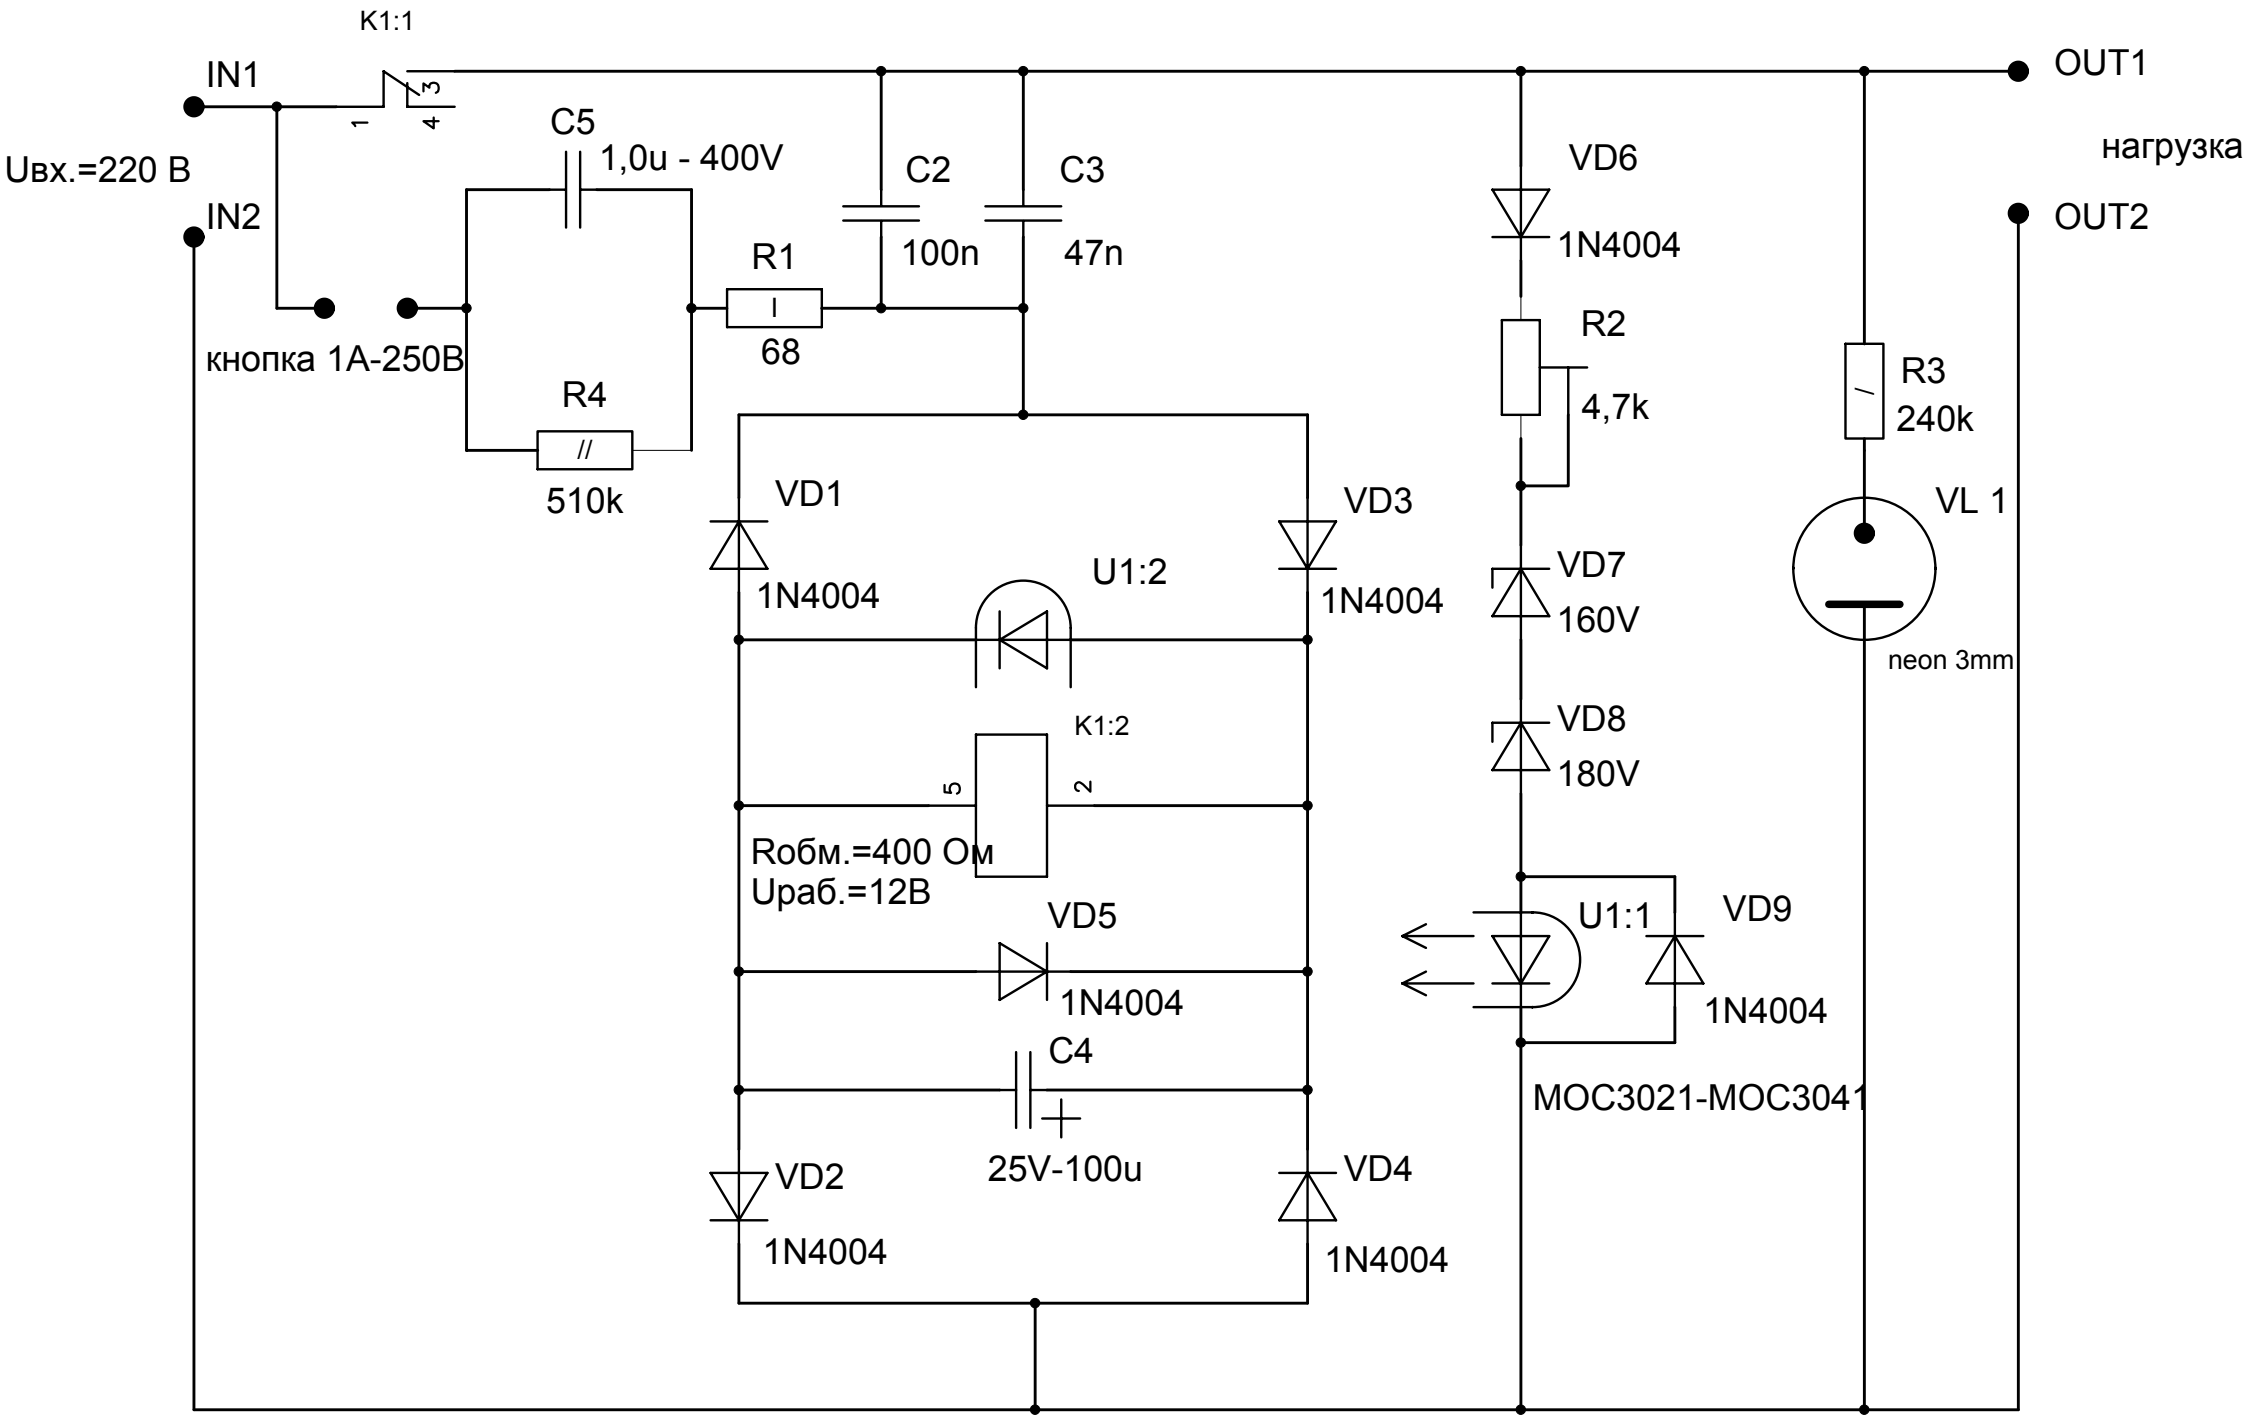 K1:1
IN1
3
1
4
OUT1
C5
1,0u - 400V
нагрузка
Uвх.=220 В
C2
C3
VD6
IN2
OUT2
100n
47n
1N4004
R1
68
R2
4,7k
кнопка 1А-250В
R3
240k
R4
510k
VD1
VD3
VL 1
1N4004
U1:2
1N4004
VD7
160V
neon 3mm
K1:2
VD8
180V
5
2
Rобм.=400 Ом
Uраб.=12В
VD5
1N4004
U1:1
VD9
1N4004
C4
MOC3021-MOC3041
25V-100u
VD2
VD4
1N4004
1N4004